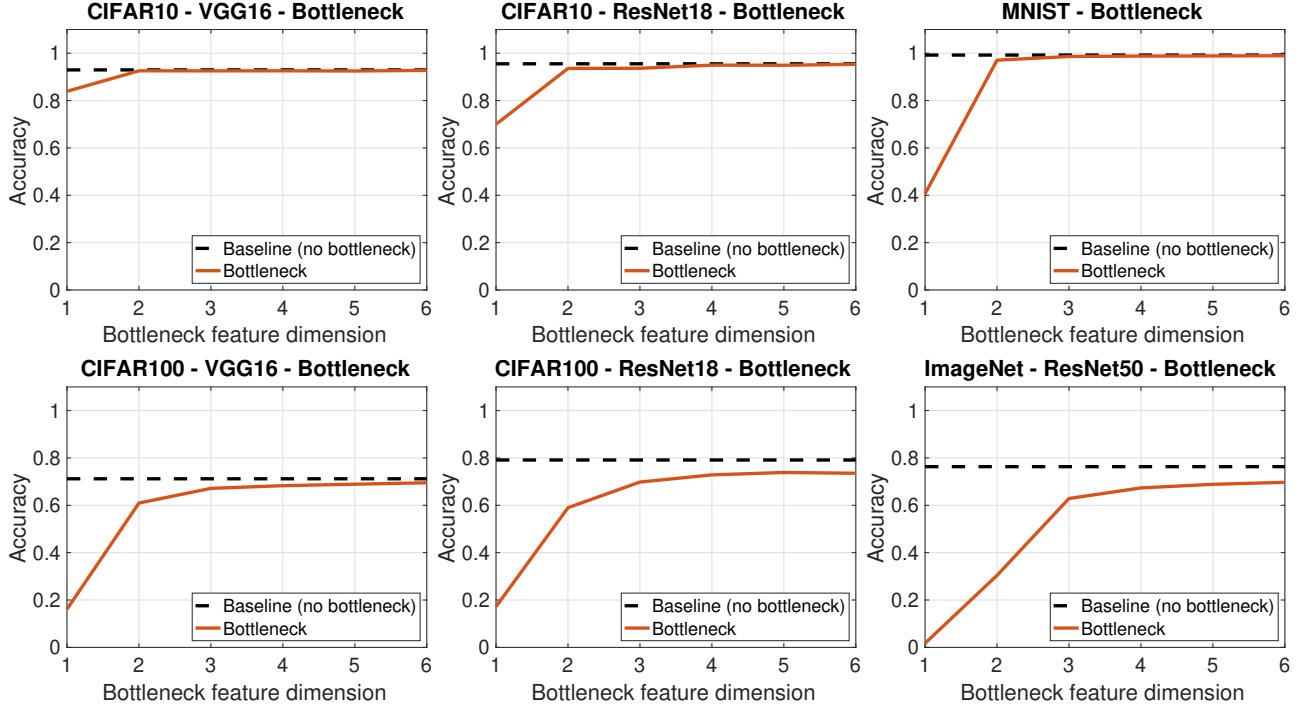 CIFAR10 - VGG16 - Bottleneck
Accuracy
1
0.8
0.6
0.4
0.2
0
Baseline (no bottleneck)
Bottleneck
1 2 3 4 5 6
Bottleneck feature dimension
CIFAR10 - ResNet18 - Bottleneck
Accuracy
1
0.8
0.6
0.4
0.2
0
Baseline (no bottleneck)
Bottleneck
1 2 3 4 5 6
Bottleneck feature dimension
MNIST - Bottleneck
Accuracy
1
0.8
0.6
0.4
0.2
0
Baseline (no bottleneck)
Bottleneck
1 2 3 4 5 6
Bottleneck feature dimension
CIFAR100 - VGG16 - Bottleneck
Accuracy
1
0.8
0.6
0.4
0.2
0
Baseline (no bottleneck)
Bottleneck
1 2 3 4 5 6
Bottleneck feature dimension
CIFAR100 - ResNet18 - Bottleneck
Accuracy
1
0.8
0.6
0.4
0.2
0
Baseline (no bottleneck)
Bottleneck
1 2 3 4 5 6
Bottleneck feature dimension
ImageNet - ResNet50 - Bottleneck
Accuracy
1
0.8
0.6
0.4
0.2
0
Baseline (no bottleneck)
Bottleneck
1 2 3 4 5 6
Bottleneck feature dimension